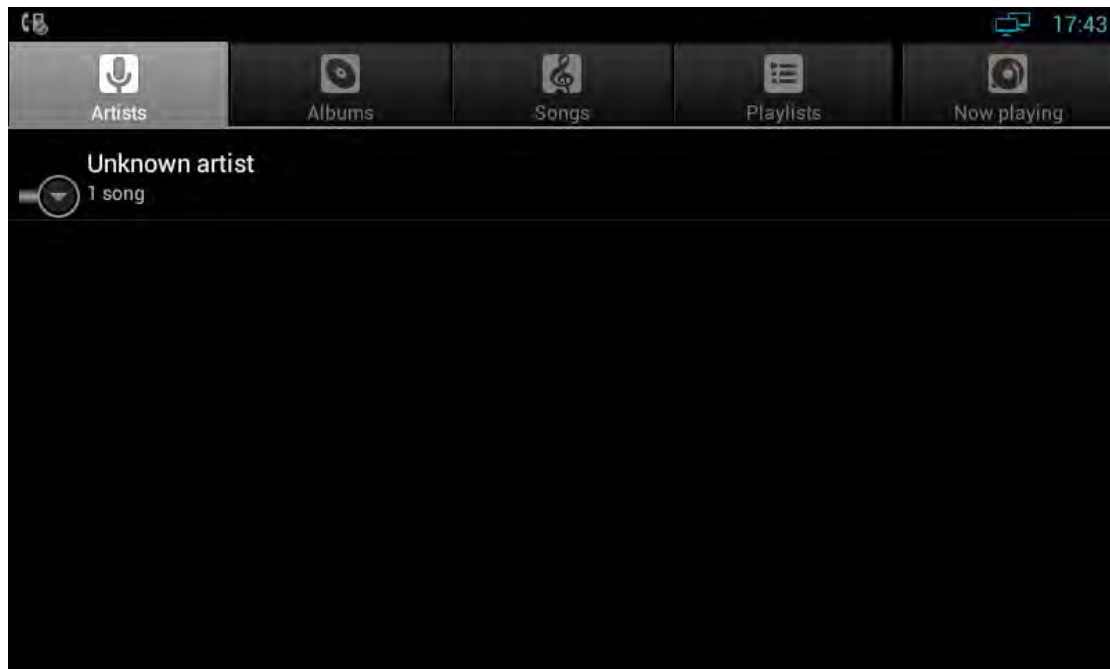 17:43
Artists
Albums
Songs
Playlists
Now playing
Unknown artist
1 song